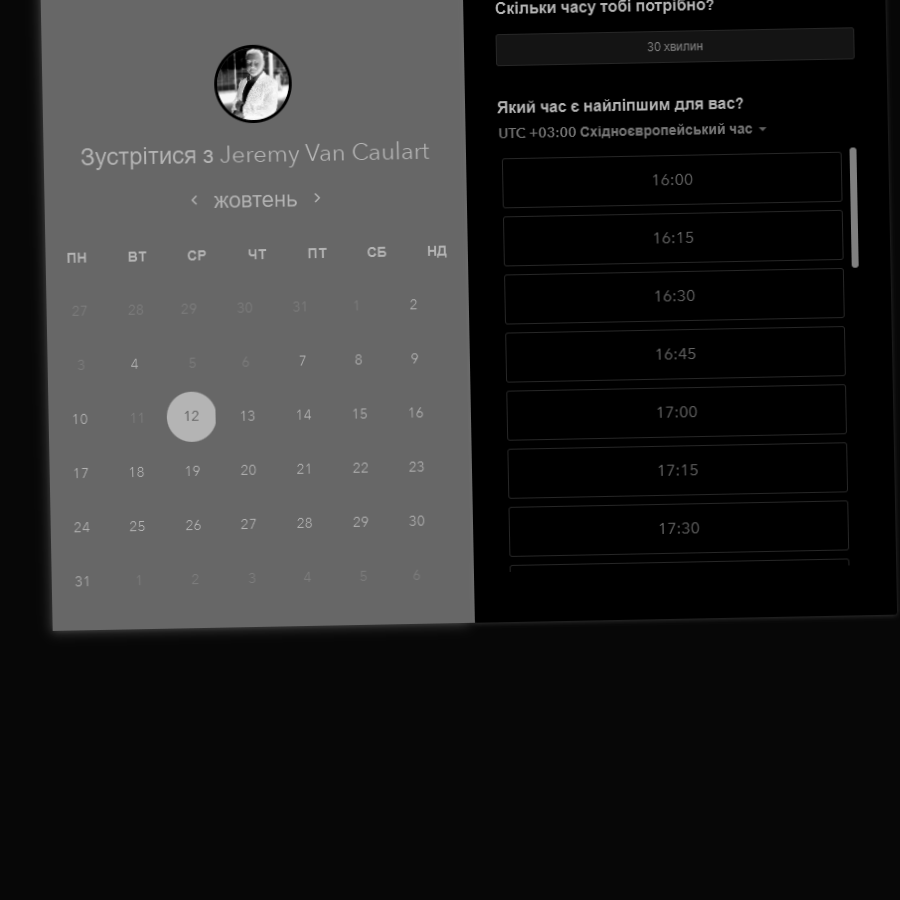 Зустрітися з Jeremy Van Caulart
жовтень
ПН ВТ СР ЧТ ПТ СБ НД
27 28 29 30 31 1 2
3 4 5 6 7 8 9
10 11 12 13 14 15 16
17 18 19 20 21 22 23
24 25 26 27 28 29 30
31 1 2 3 4 5 6
Скільки часу тобі потрібно?
30 хвилин
Який час є найліпшим для вас?
UTC +03:00 Східноєвропейський час
16:00
16:15
16:30
16:45
17:00
17:15
17:30